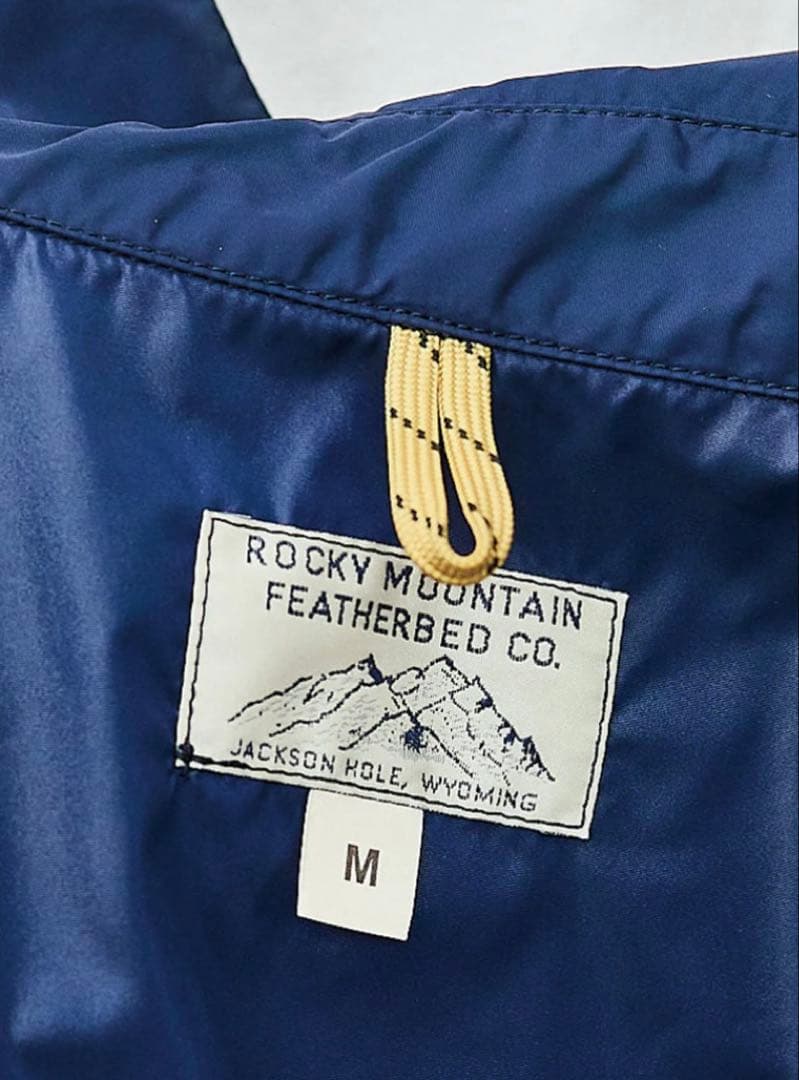 ROCKY MOUNTAIN
FEATHERBED CO.
JACKSON HOLE, WYOMING
M